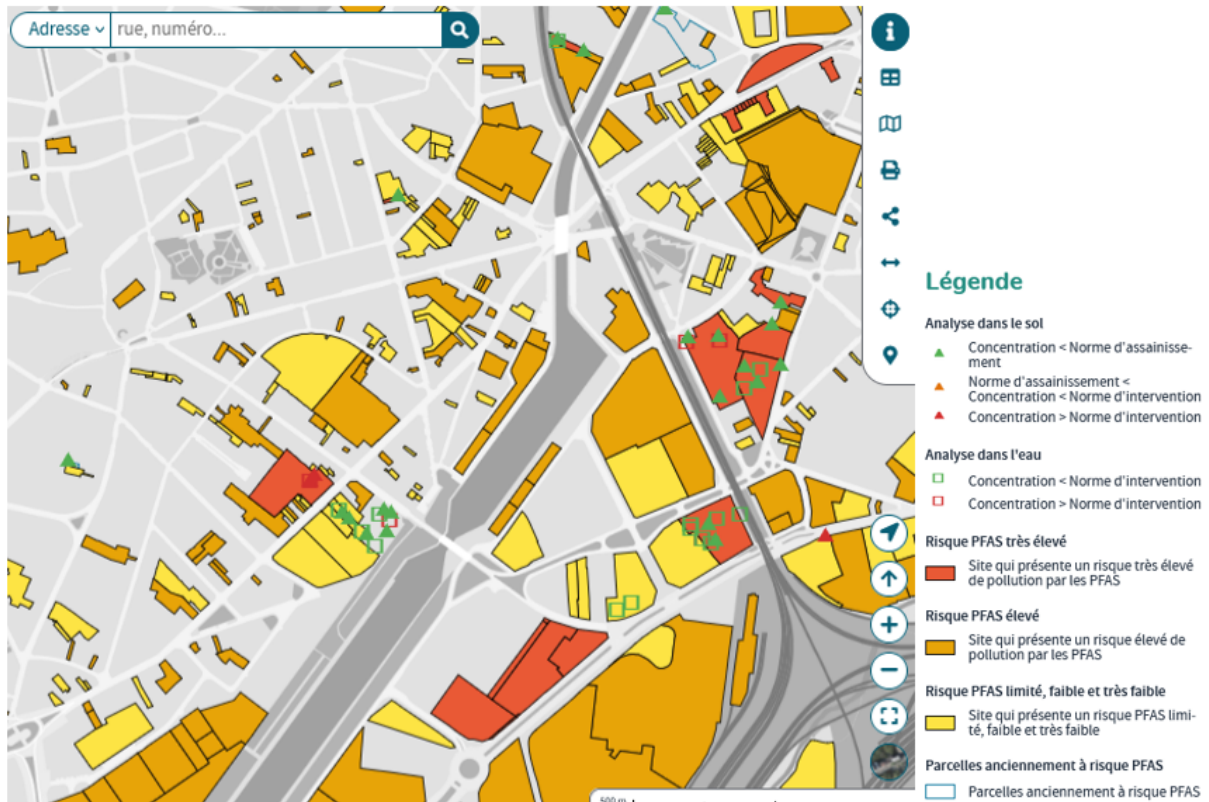 Adresse
rue, numéro...
500 m
Légende
Analyse dans le sol
Concentration < Norme d'assainisse-
ment
Norme d'assainissement <
Concentration < Norme d'intervention
Concentration > Norme d'intervention
Analyse dans l'eau
Concentration < Norme d'intervention
Concentration > Norme d'intervention
Risque PFAS très élevé
Site qui présente un risque très élevé
de pollution par les PFAS
Risque PFAS élevé
Site qui présente un risque élevé de
pollution par les PFAS
Risque PFAS limité, faible et très faible
Site qui présente un risque PFAS limi-
té, faible et très faible
Parcelles anciennement à risque PFAS
Parcelles anciennement à risque PFAS